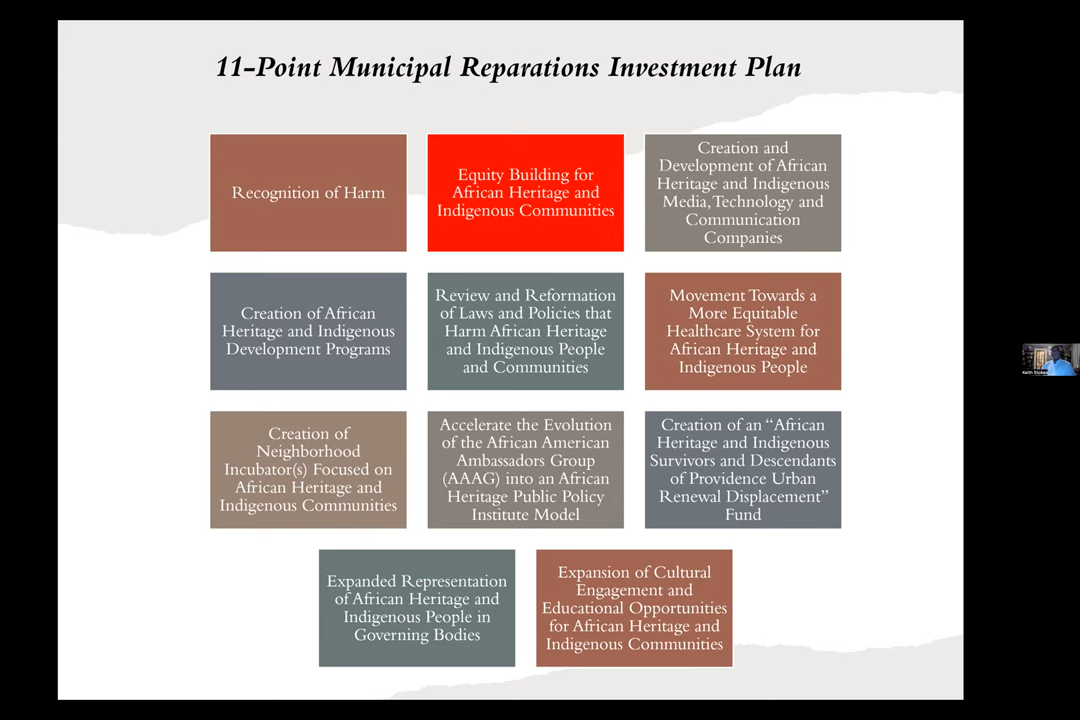 11-Point Municipal Reparations Investment Plan
Recognition of Harm
Equity Building for
African Heritage and
Indigenous Communities
Creation and
Development of African
Heritage and Indigenous
Media, Technology and
Communication
Companies
Creation of African
Heritage and Indigenous
Development Programs
Review and Reformation
of Laws and Policies that
Harm African Heritage
and Indigenous People
and Communities
Movement Towards a
More Equitable
Healthcare System for
African Heritage and
Indigenous People
Creation of
Neighborhood
Incubator(s) Focused on
African Heritage and
Indigenous Communities
Accelerate the Evolution
of the African American
Ambassadors Group
(AAAG) into an African
Heritage Public Policy
Institute Model
Creation of an “African
Heritage and Indigenous
Survivors and Descendants
of Providence Urban
Renewal Displacement”
Fund
Expanded Representation
of African Heritage and
Indigenous People in
Governing Bodies
Expansion of Cultural
Engagement and
Educational Opportunities
for African Heritage and
Indigenous Communities
Keith Stokes